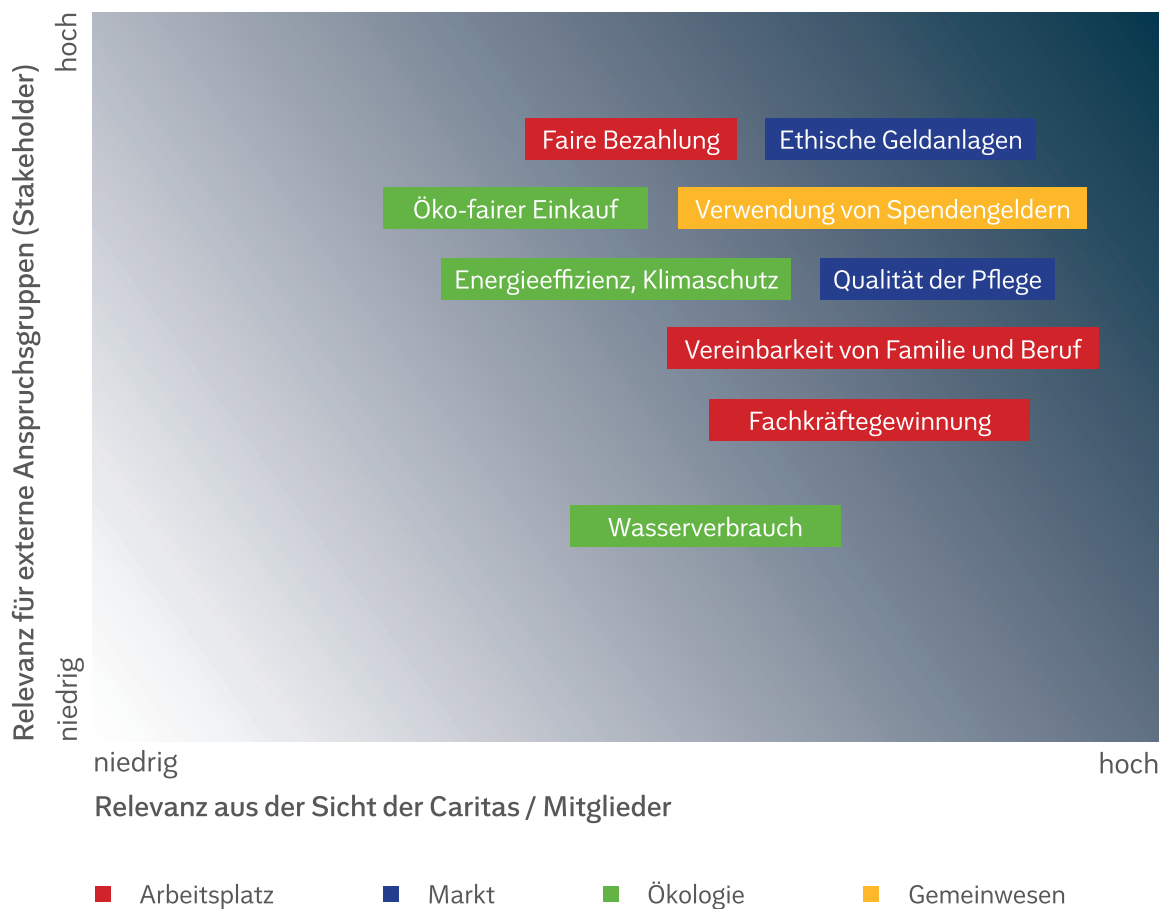 hoch
Relevanz für externe Anspruchsgruppen (Stakeholder)
niedrig
Faire Bezahlung
Ethische Geldanlagen
Öko-fairer Einkauf
Verwendung von Spendengeldern
Energieeffizienz, Klimaschutz
Qualität der Pflege
Vereinbarkeit von Familie und Beruf
Fachkräftegewinnung
Wasserverbrauch
niedrig
hoch
Relevanz aus der Sicht der Caritas / Mitglieder
Arbeitsplatz
Markt
Ökologie
Gemeinwesen